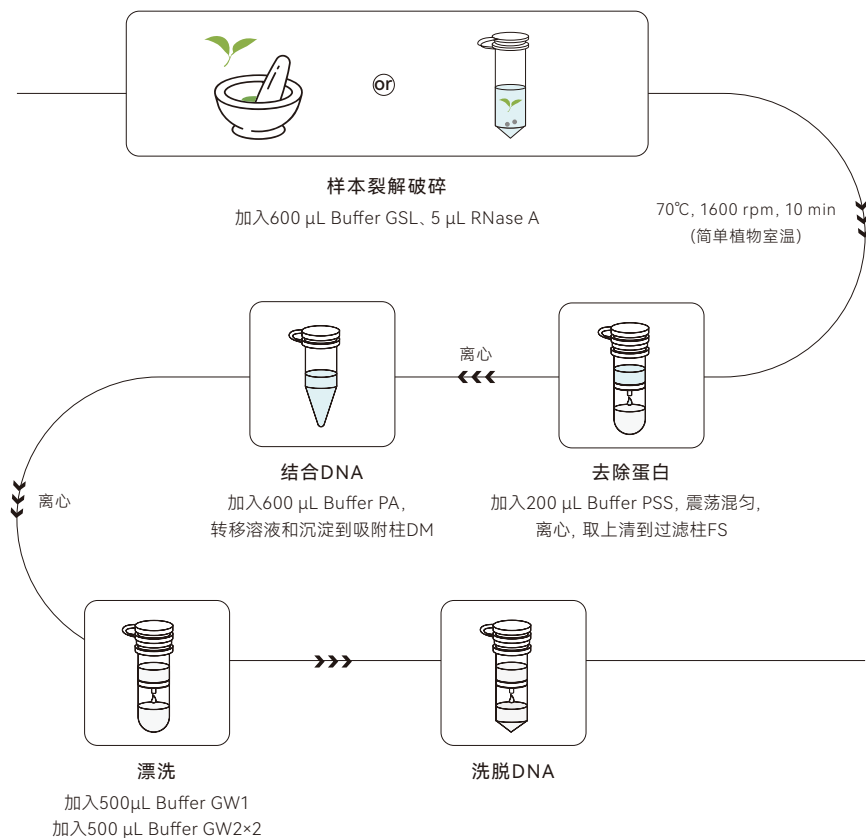 or
样本裂解破碎
加入600 μL Buffer GSL、5 μL RNase A
70℃, 1600 rpm, 10 min
(简单植物室温)
去除蛋白
加入200 μL Buffer PSS, 震荡混匀,
离心, 取上清到过滤柱FS
离心
结合DNA
加入600 μL Buffer PA,
转移溶液和沉淀到吸附柱DM
离心
漂洗
加入500μL Buffer GW1
加入500 μL Buffer GW2×2
洗脱DNA